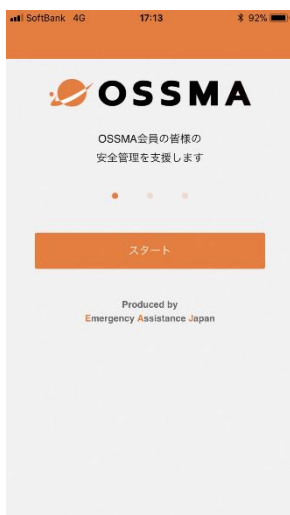 SoftBank 4G 17:13 92%
OSSMA
OSSMA会員の皆様の
安全管理を支援します
スタート
Produced by
Emergency Assistance Japan